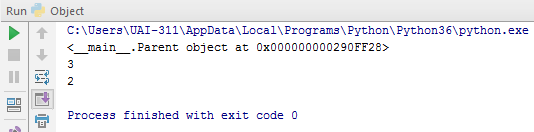 Run Object
C:\Users\UAI-311\AppData\Local\Programs\Python\Python36\python.exe
<__main__.Parent object at 0x000000000290FF28>
3
2
Process finished with exit code 0